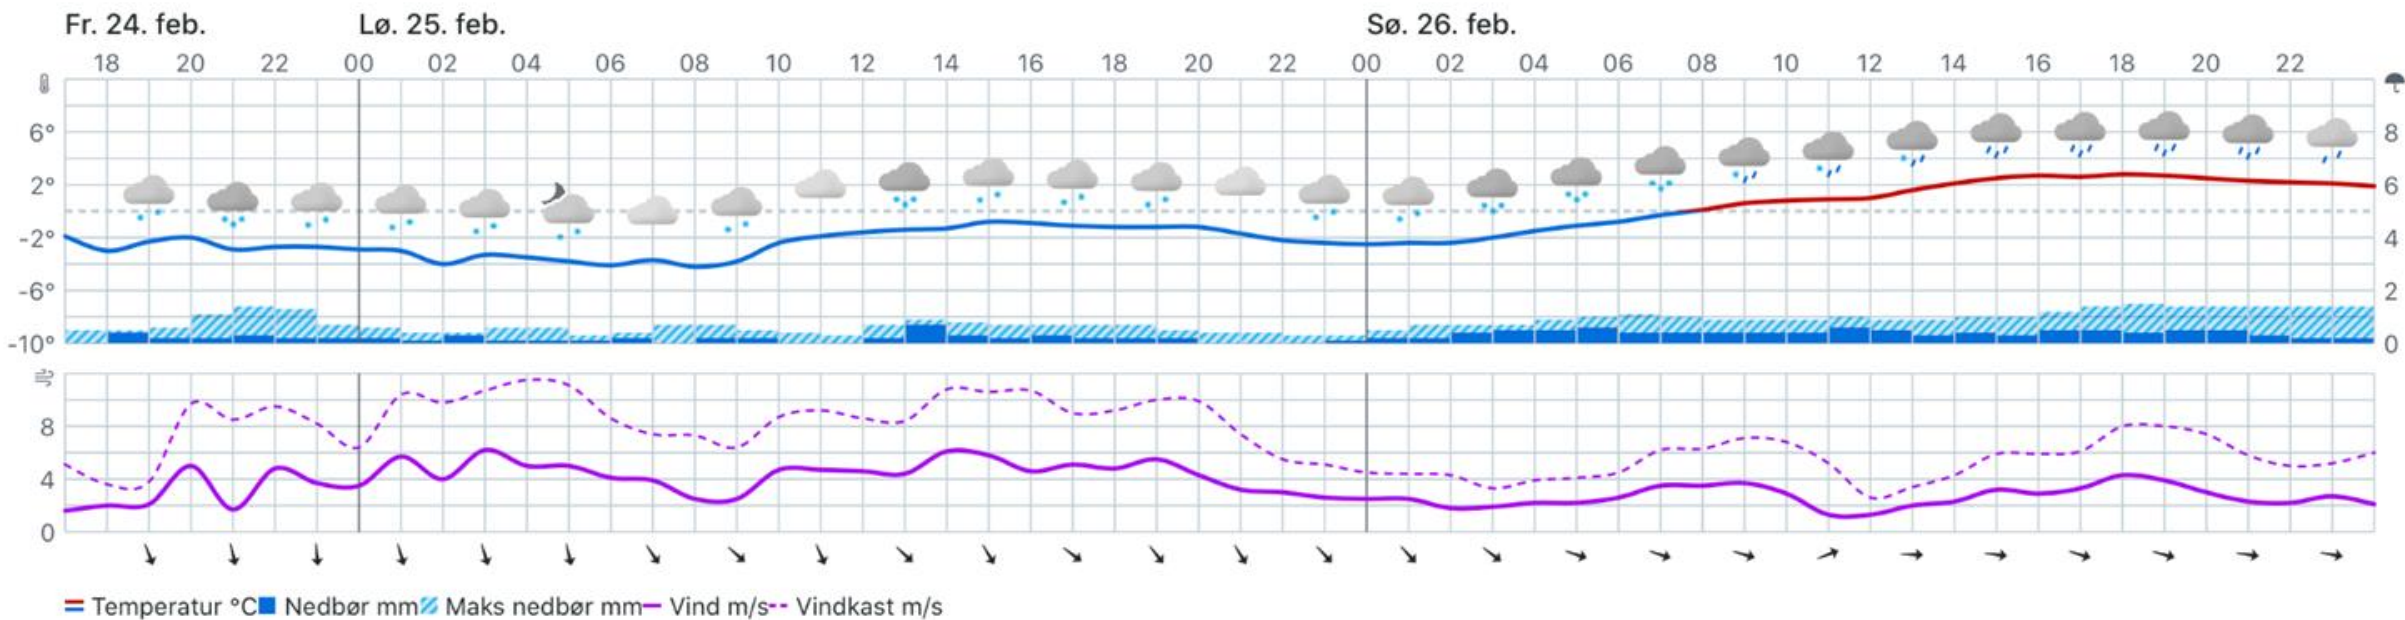 Fr. 24. feb. Lø. 25. feb. Sø. 26. feb.
18 20 22 00 02 04 06 08 10 12 14 16 18 20 22 00 02 04 06 08 10 12 14 16 18 20 22
6° 8
2° 6
-2° 4
-6° 2
-10° 0
8
4
0
Temperatur °C Nedbør mm Maks nedbør mm Vind m/s Vindkast m/s